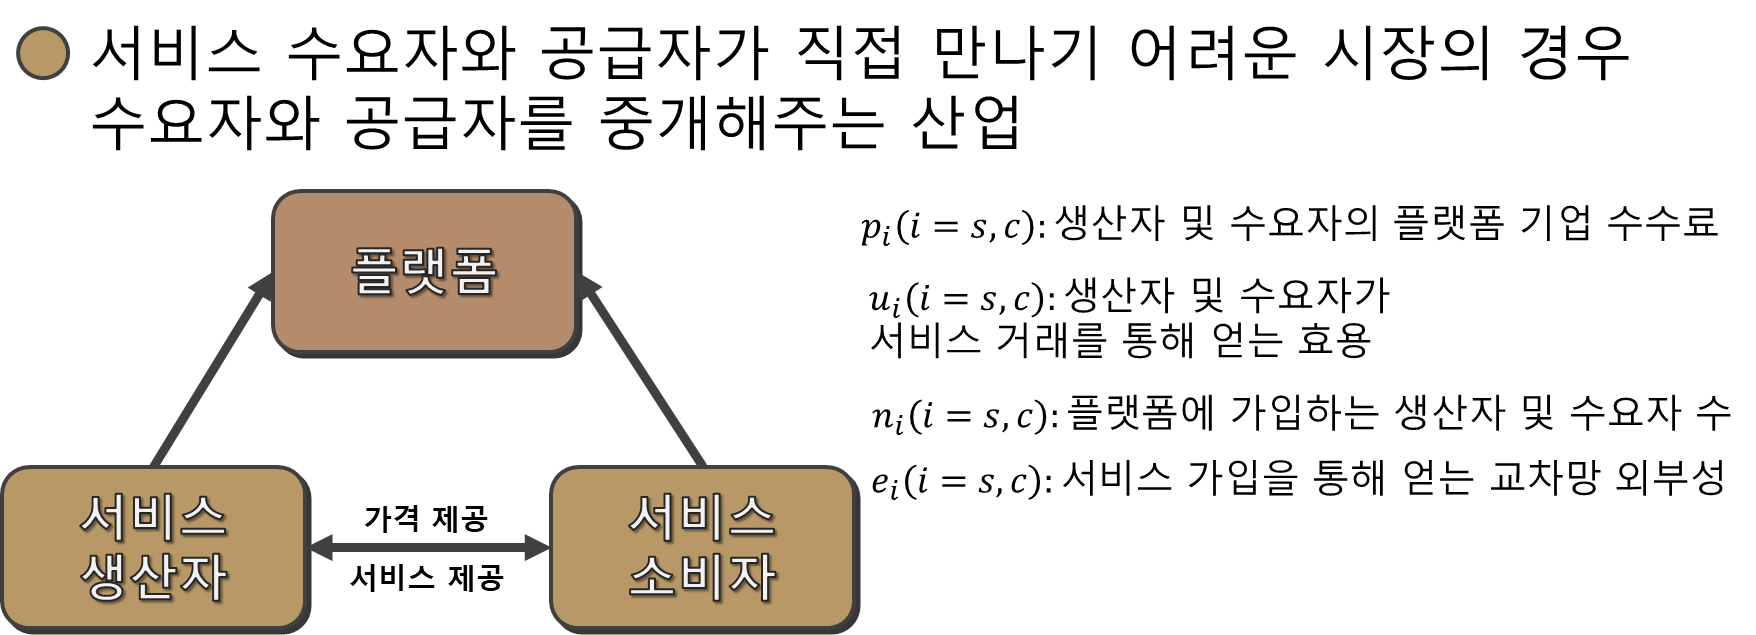 서비스 수요자와 공급자가 직접 만나기 어려운 시장의 경우
수요자와 공급자를 중개해주는 산업
플랫폼
p_i(i = s, c): 생산자 및 수요자의 플랫폼 기업 수수료
u_i(i = s, c): 생산자 및 수요자가
서비스 거래를 통해 얻는 효용
n_i(i = s, c): 플랫폼에 가입하는 생산자 및 수요자 수
e_i(i = s, c): 서비스 가입을 통해 얻는 교차망 외부성
서비스
생산자
가격 제공
서비스 제공
서비스
소비자